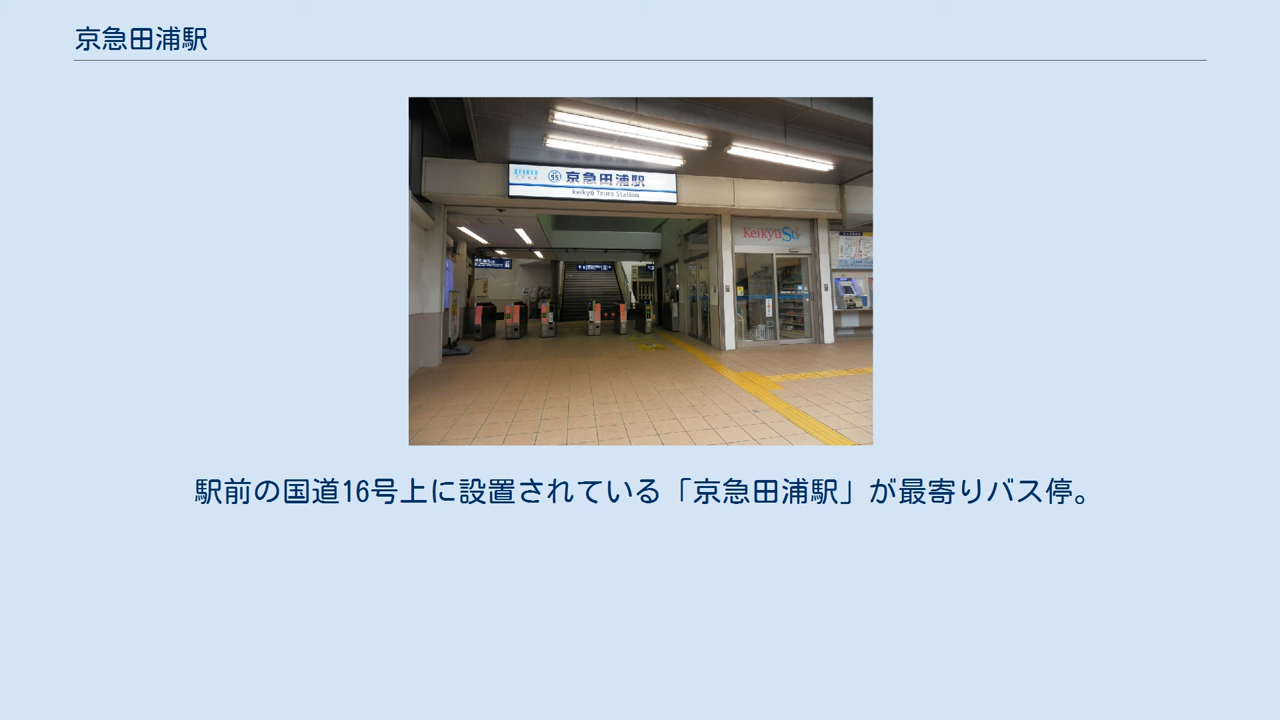 京急田浦駅
55 京急田浦駅
Keikyū Taura Station
Keikyu St
駅前の国道16号上に設置されている「京急田浦駅」が最寄りバス停。